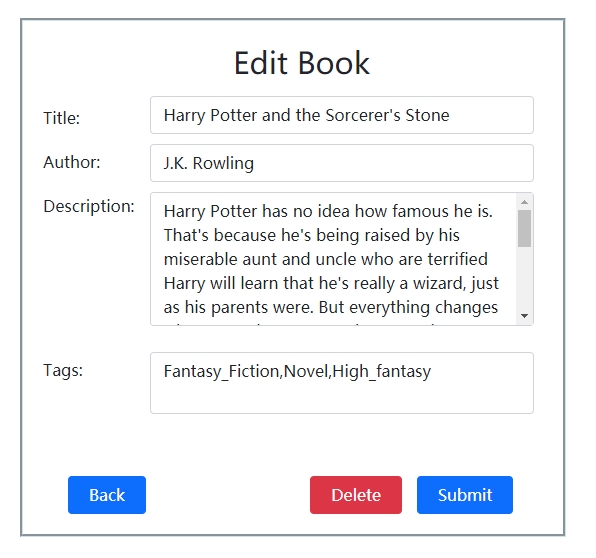 Edit Book
Title:
Harry Potter and the Sorcerer's Stone
Author:
J.K. Rowling
Description:
Harry Potter has no idea how famous he is.
That's because he's being raised by his
miserable aunt and uncle who are terrified
Harry will learn that he's really a wizard, just
as his parents were. But everything changes
Tags:
Fantasy_Fiction,Novel,High_fantasy
Back
Delete
Submit